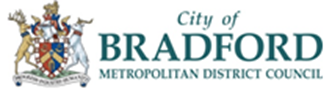 City of
BRADFORD
METROPOLITAN DISTRICT COUNCIL